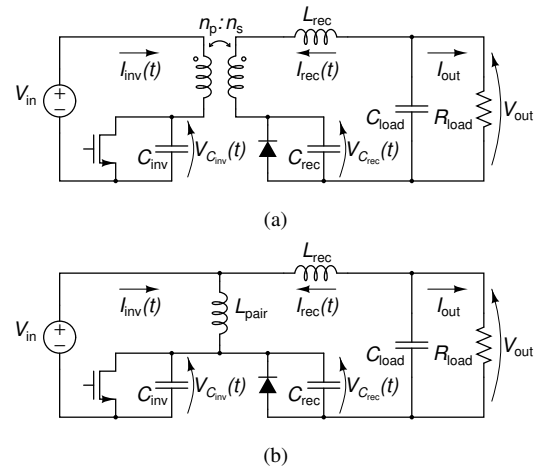 n_p : n_s
L_rec
I_inv(t)
I_rec(t)
I_out
V_in
C_inv
V_C_inv(t)
C_rec
V_C_rec(t)
C_load
R_load
V_out
(a)
L_rec
I_inv(t)
L_pair
I_rec(t)
I_out
V_in
C_inv
V_C_inv(t)
C_rec
V_C_rec(t)
C_load
R_load
V_out
(b)